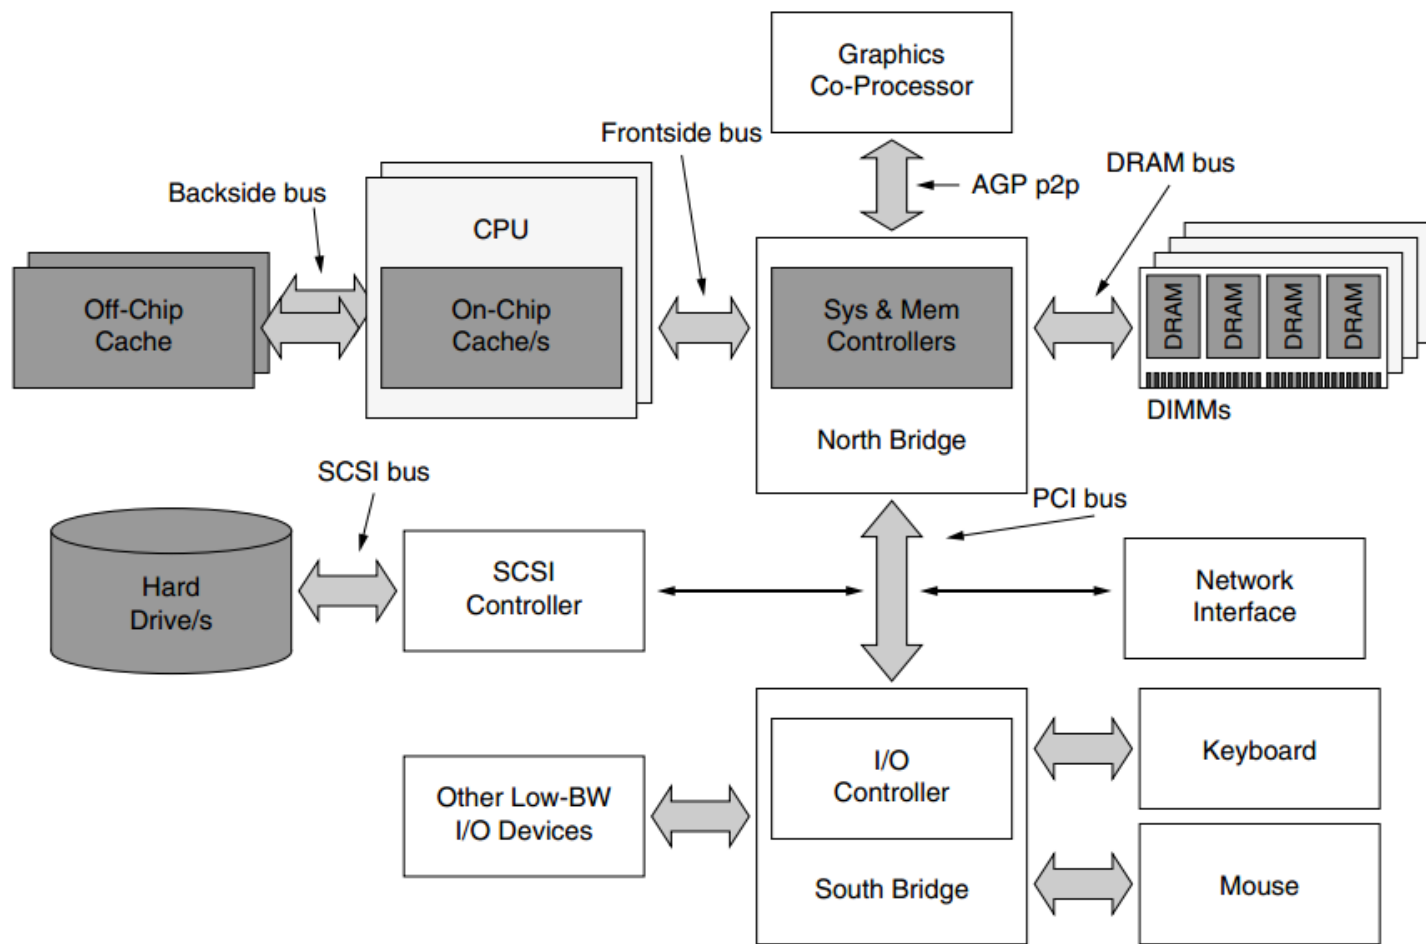 Graphics
Co-Processor
Frontside bus
DRAM bus
Backside bus
AGP p2p
CPU
Off-Chip
Cache
On-Chip
Cache/s
Sys & Mem
Controllers
DRAM
DRAM
DRAM
DRAM
DIMMs
North Bridge
SCSI bus
PCI bus
Hard
Drive/s
SCSI
Controller
Network
Interface
I/O
Controller
Keyboard
Other Low-BW
I/O Devices
South Bridge
Mouse